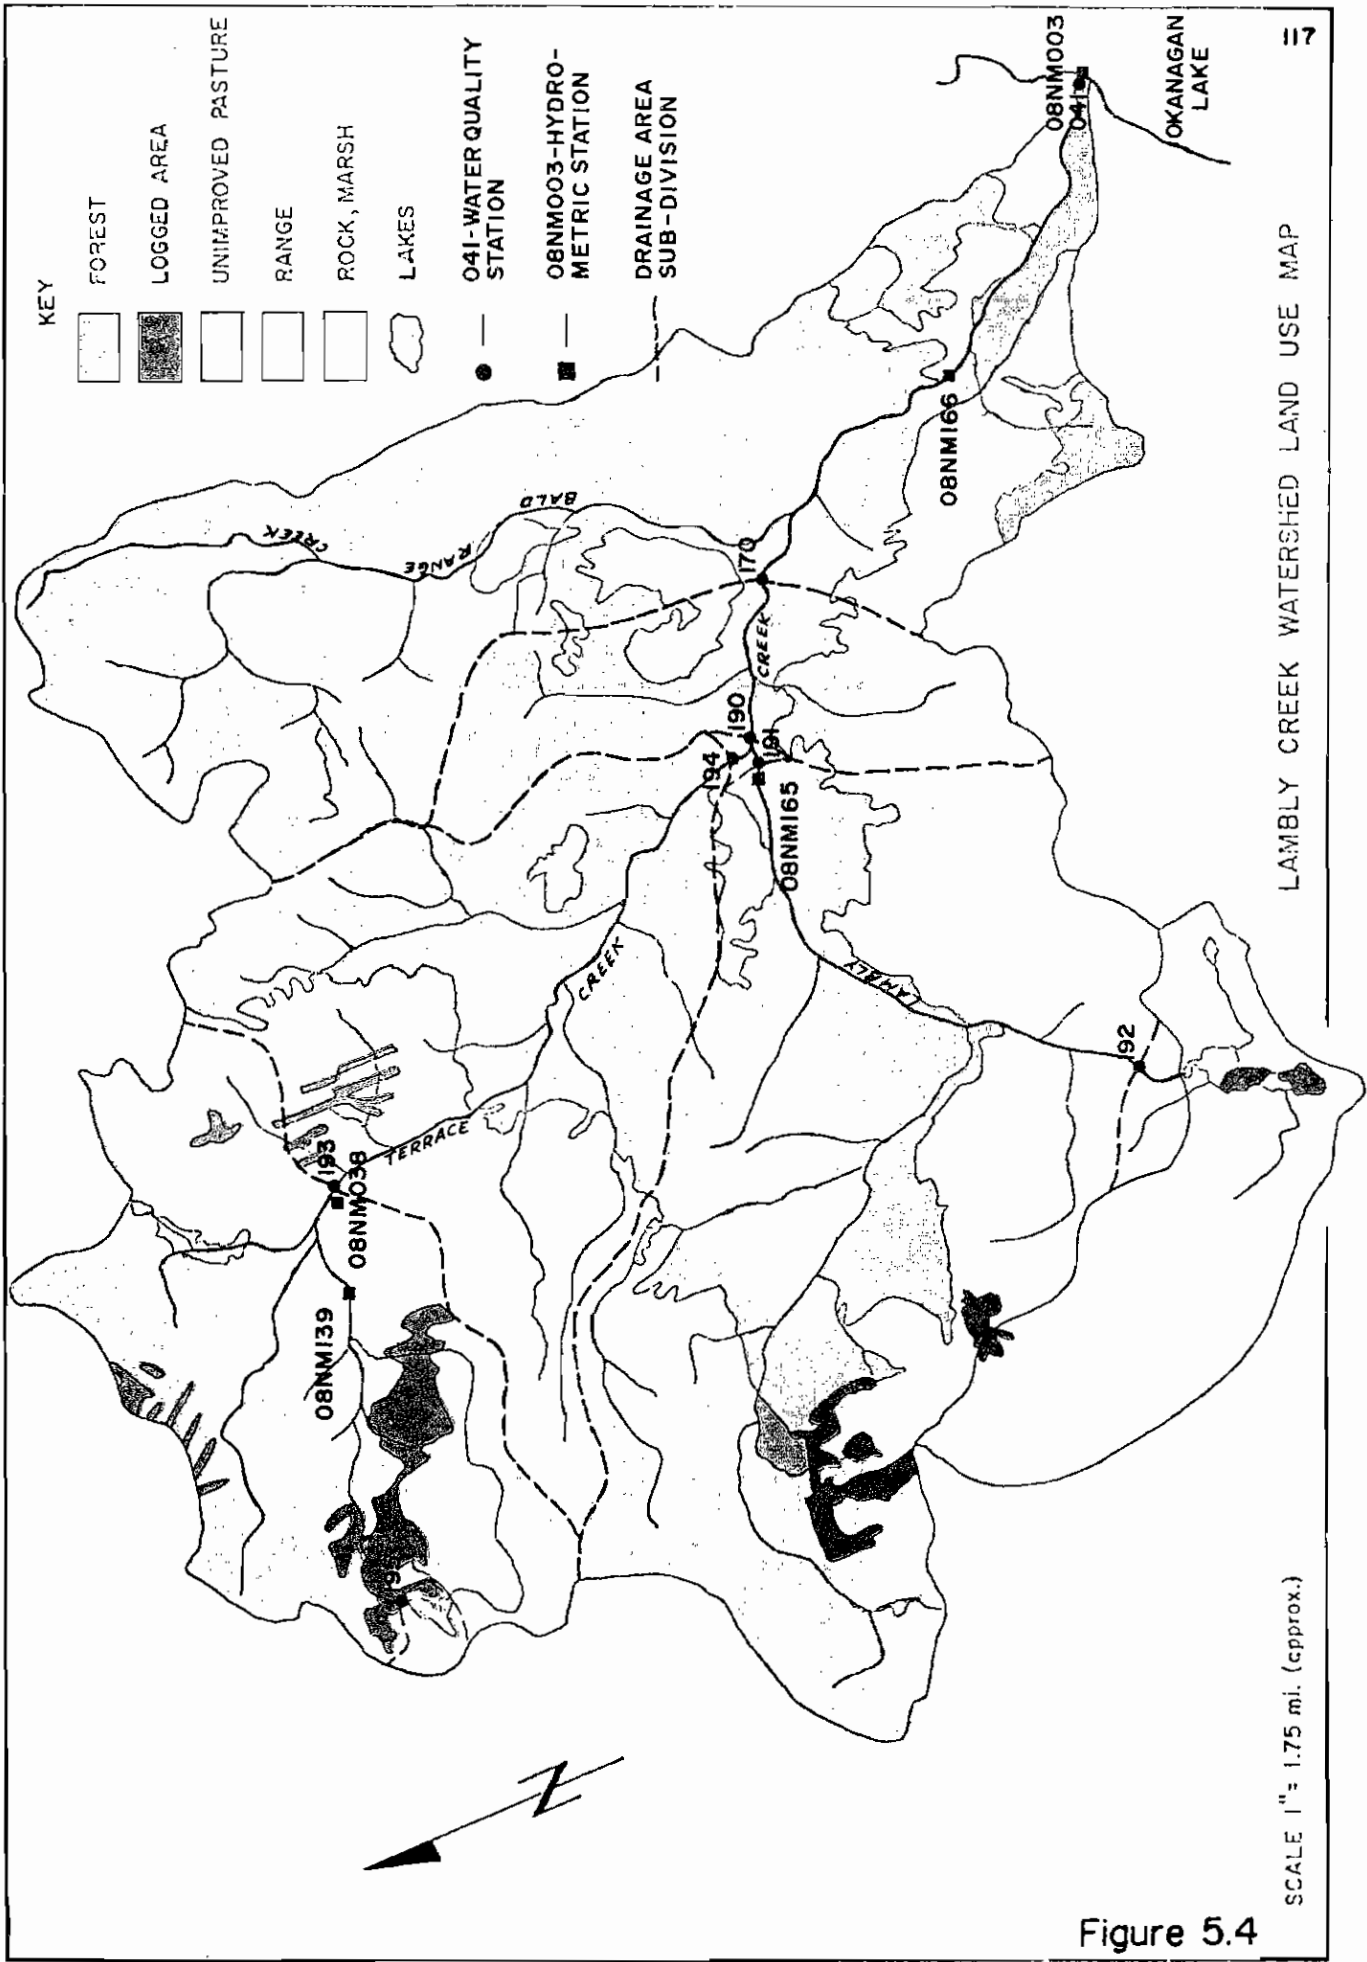 117
KEY
FOREST
LOGGED AREA
UNIMPROVED PASTURE
RANGE
ROCK, MARSH
LAKES
041-WATER QUALITY
STATION
08NM003-HYDRO-
METRIC STATION
DRAINAGE AREA
SUB-DIVISION
08NM003
041
OKANAGAN
LAKE
08NM166
BALD
RANGE
CREEK
170
CREEK
190
191
194
08NM165
LAMBLY
CREEK
TERRACE
192
193
08NM038
08NM139
LAMBLY CREEK WATERSHED LAND USE MAP
SCALE 1" = 1.75 mi. (approx.)
N
Figure 5.4